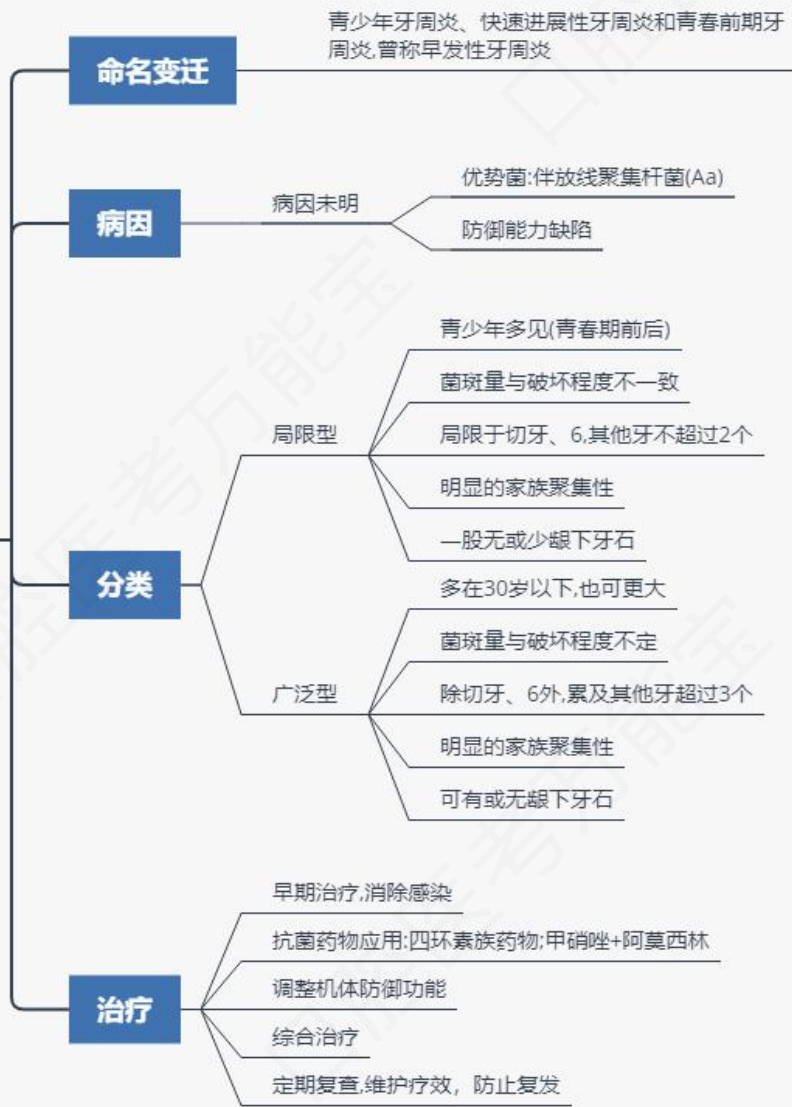 青少年牙周炎、快速进展性牙周炎和青春前期牙
周炎,曾称早发性牙周炎
命名变迁
优势菌:伴放线聚集杆菌(Aa)
病因未明
病因
防御能力缺陷
青少年多见(青春期前后)
菌斑量与破坏程度不一致
局限型
局限于切牙、6,其他牙不超过2个
明显的家族聚集性
一股无或少龈下牙石
分类
多在30岁以下,也可更大
菌斑量与破坏程度不定
广泛型
除切牙、6外,累及其他牙超过3个
明显的家族聚集性
可有或无龈下牙石
早期治疗,消除感染
抗菌药物应用:四环素族药物;甲硝唑+阿莫西林
治疗
调整机体防御功能
综合治疗
定期复查,维护疗效，防止复发
口腔医考万能宝